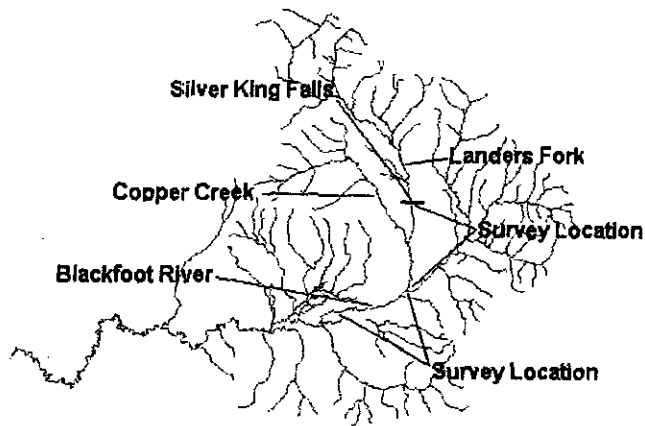 Silver King Falls
Landers Fork
Copper Creek
Survey Location
Blackfoot River
Survey Location